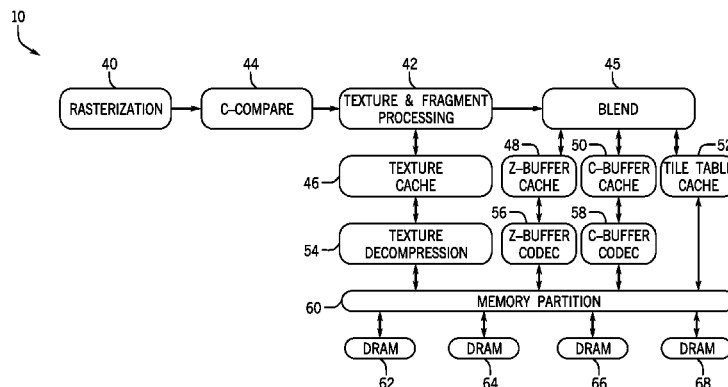 10
40
44
42
45
RASTERIZATION
C-COMPARE
TEXTURE & FRAGMENT
PROCESSING
BLEND
48
50
52
46
TEXTURE
CACHE
Z-BUFFER
CACHE
C-BUFFER
CACHE
TILE TABLE
CACHE
56
58
54
TEXTURE
DECOMPRESSION
Z-BUFFER
CODEC
C-BUFFER
CODEC
60
MEMORY PARTITION
DRAM
DRAM
DRAM
DRAM
62
64
66
68